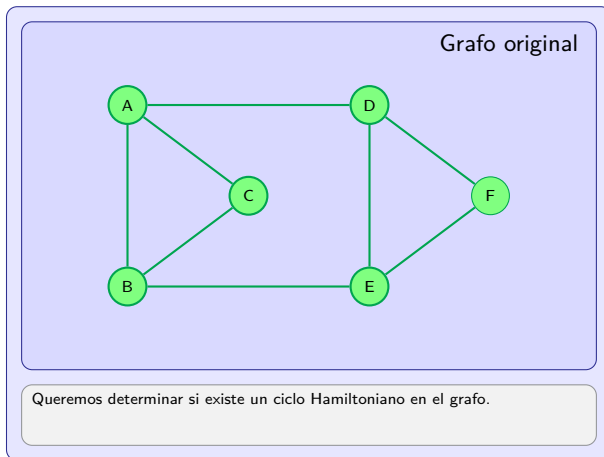 Grafo original
A
D
C
F
B
E
Queremos determinar si existe un ciclo Hamiltoniano en el grafo.